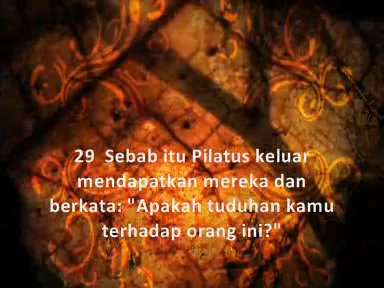 29  Sebab itu Pilatus keluar
mendapatkan mereka dan
berkata: "Apakah tuduhan kamu
terhadap orang ini?"